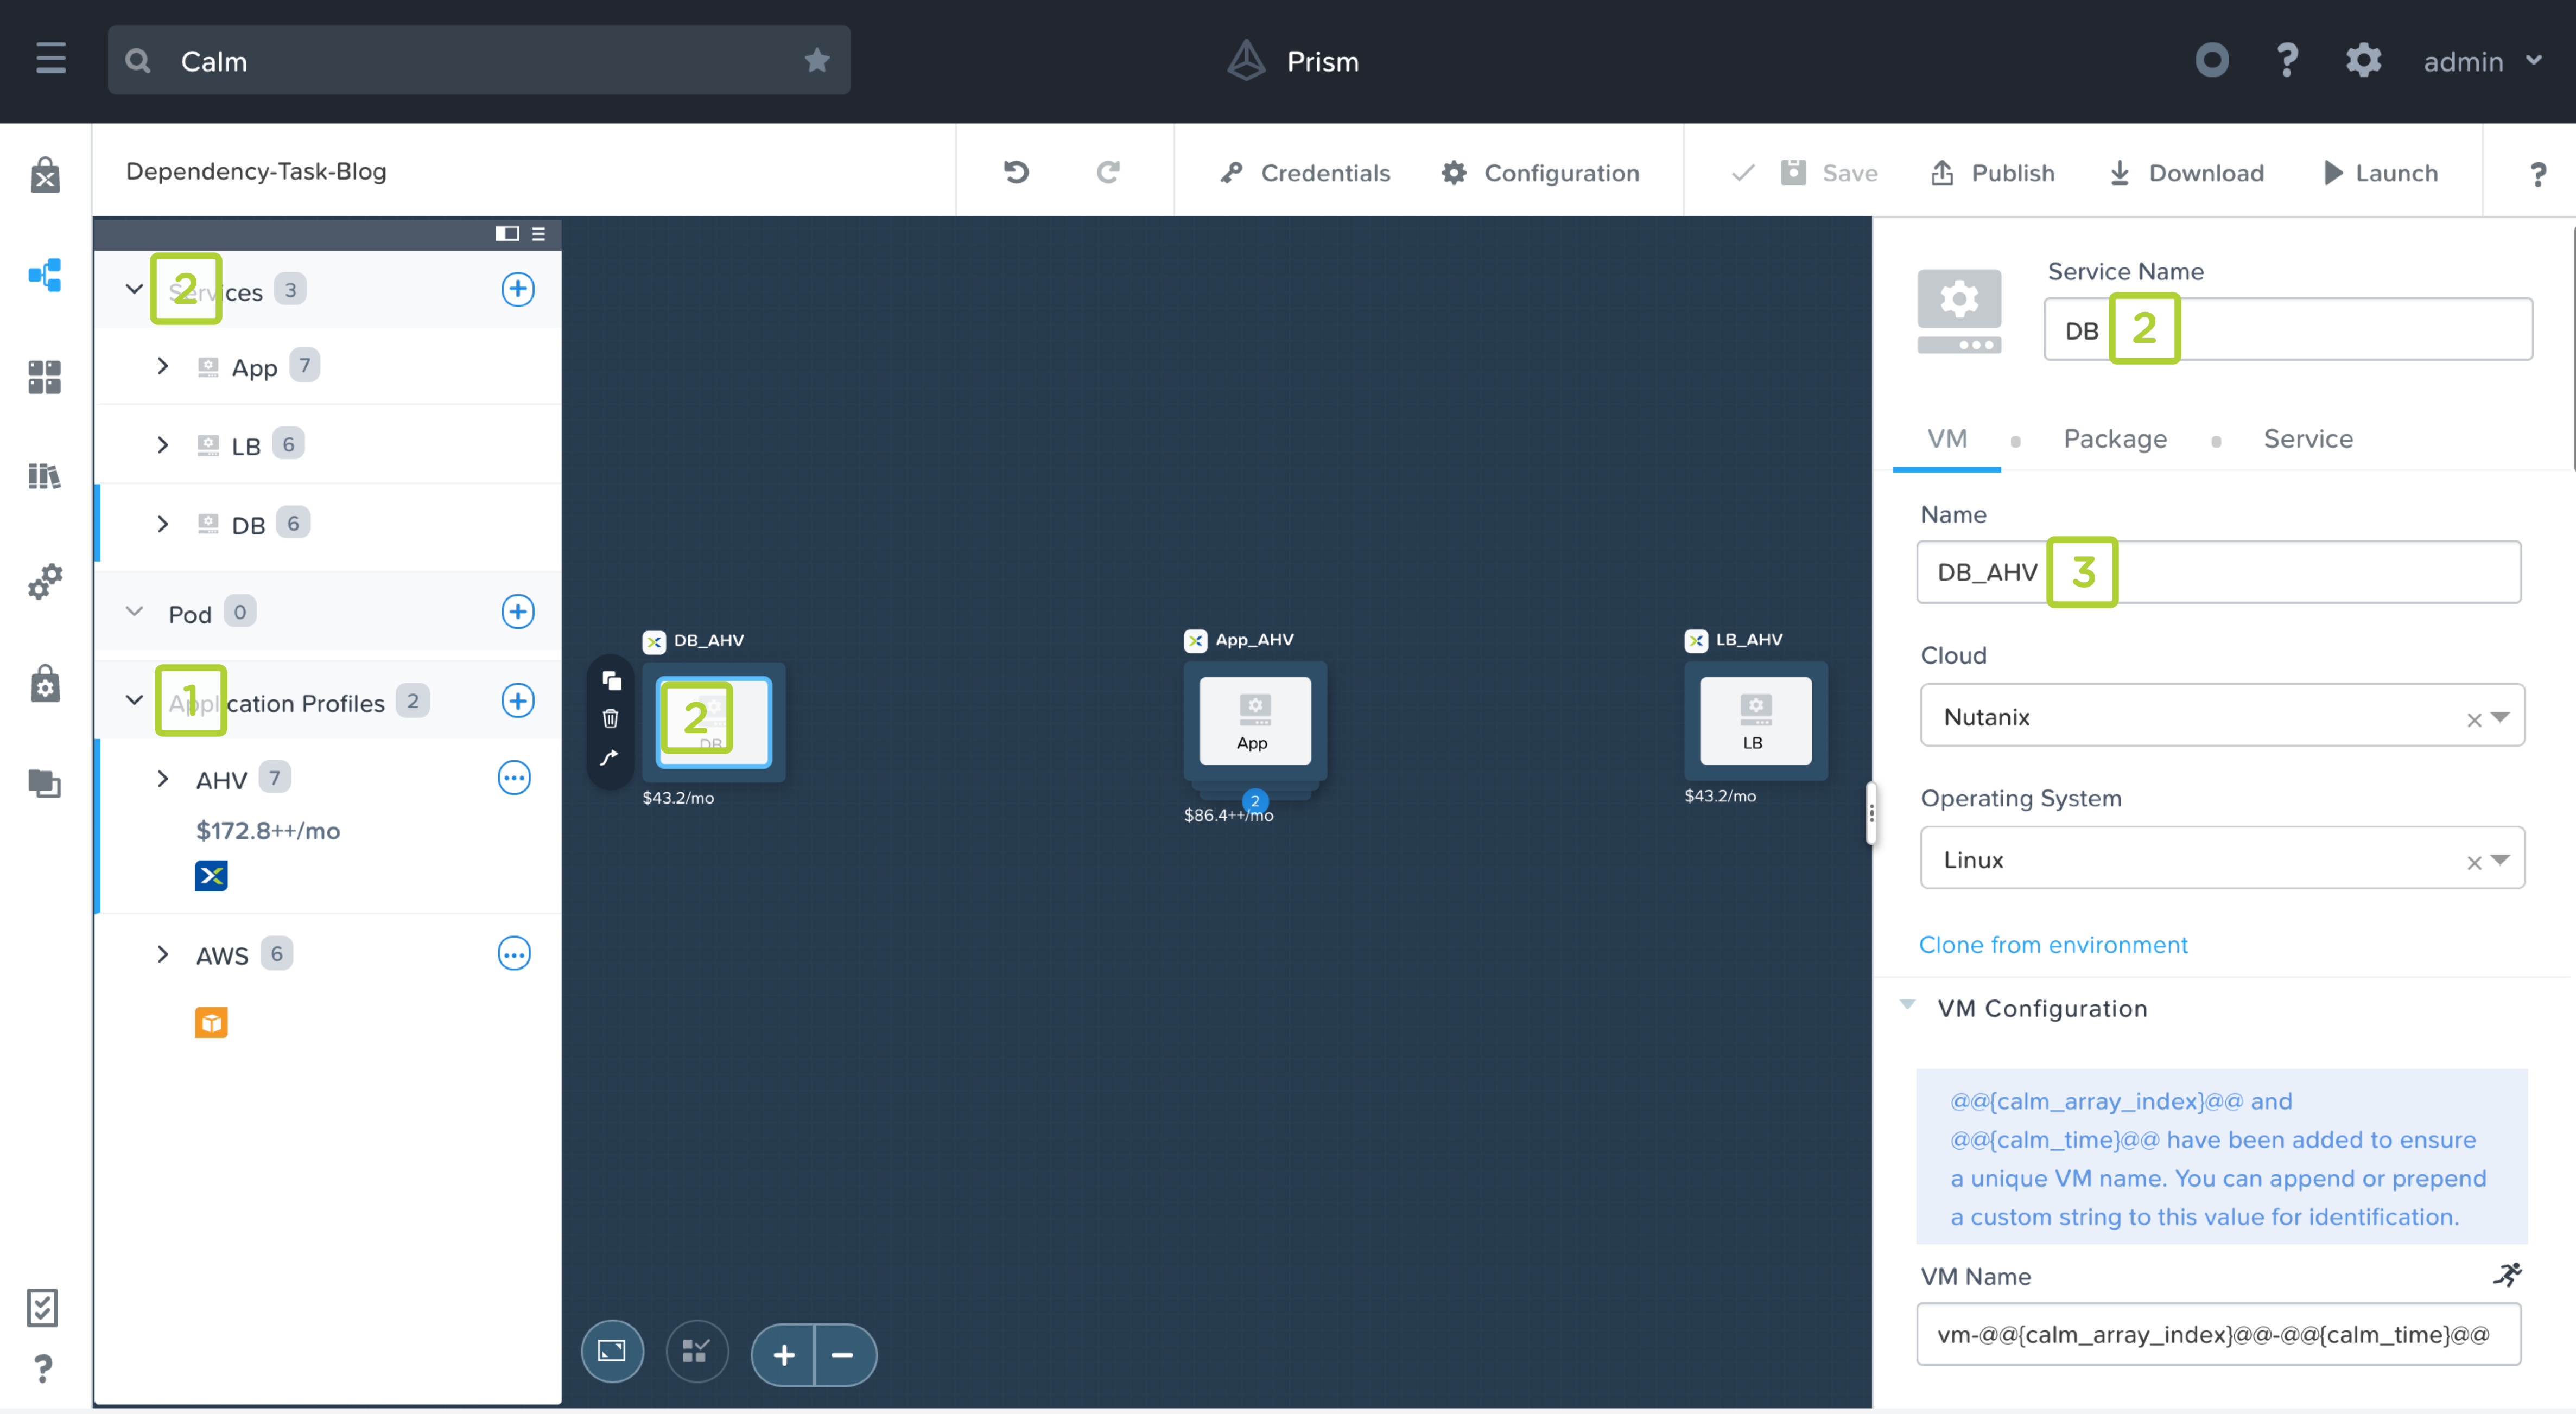 Calm
Prism
? admin
Dependency-Task-Blog
Credentials
Configuration
Save
Publish
Download
Launch
?
2 Services 3
App 7
LB 6
DB 6
Pod 0
1 Application Profiles 2
AHV 7
$172.8++/mo
AWS 6
?
DB_AHV
2
DB
$43.2/mo
App_AHV
App
2
$86.4++/mo
LB_AHV
LB
$43.2/mo
Service Name
DB 2
VM Package Service
Name
DB_AHV 3
Cloud
Nutanix
Operating System
Linux
Clone from environment
VM Configuration
@@{calm_array_index}@@ and
@@{calm_time}@@ have been added to ensure
a unique VM name. You can append or prepend
a custom string to this value for identification.
VM Name
vm-@@{calm_array_index}@@-@@{calm_time}@@